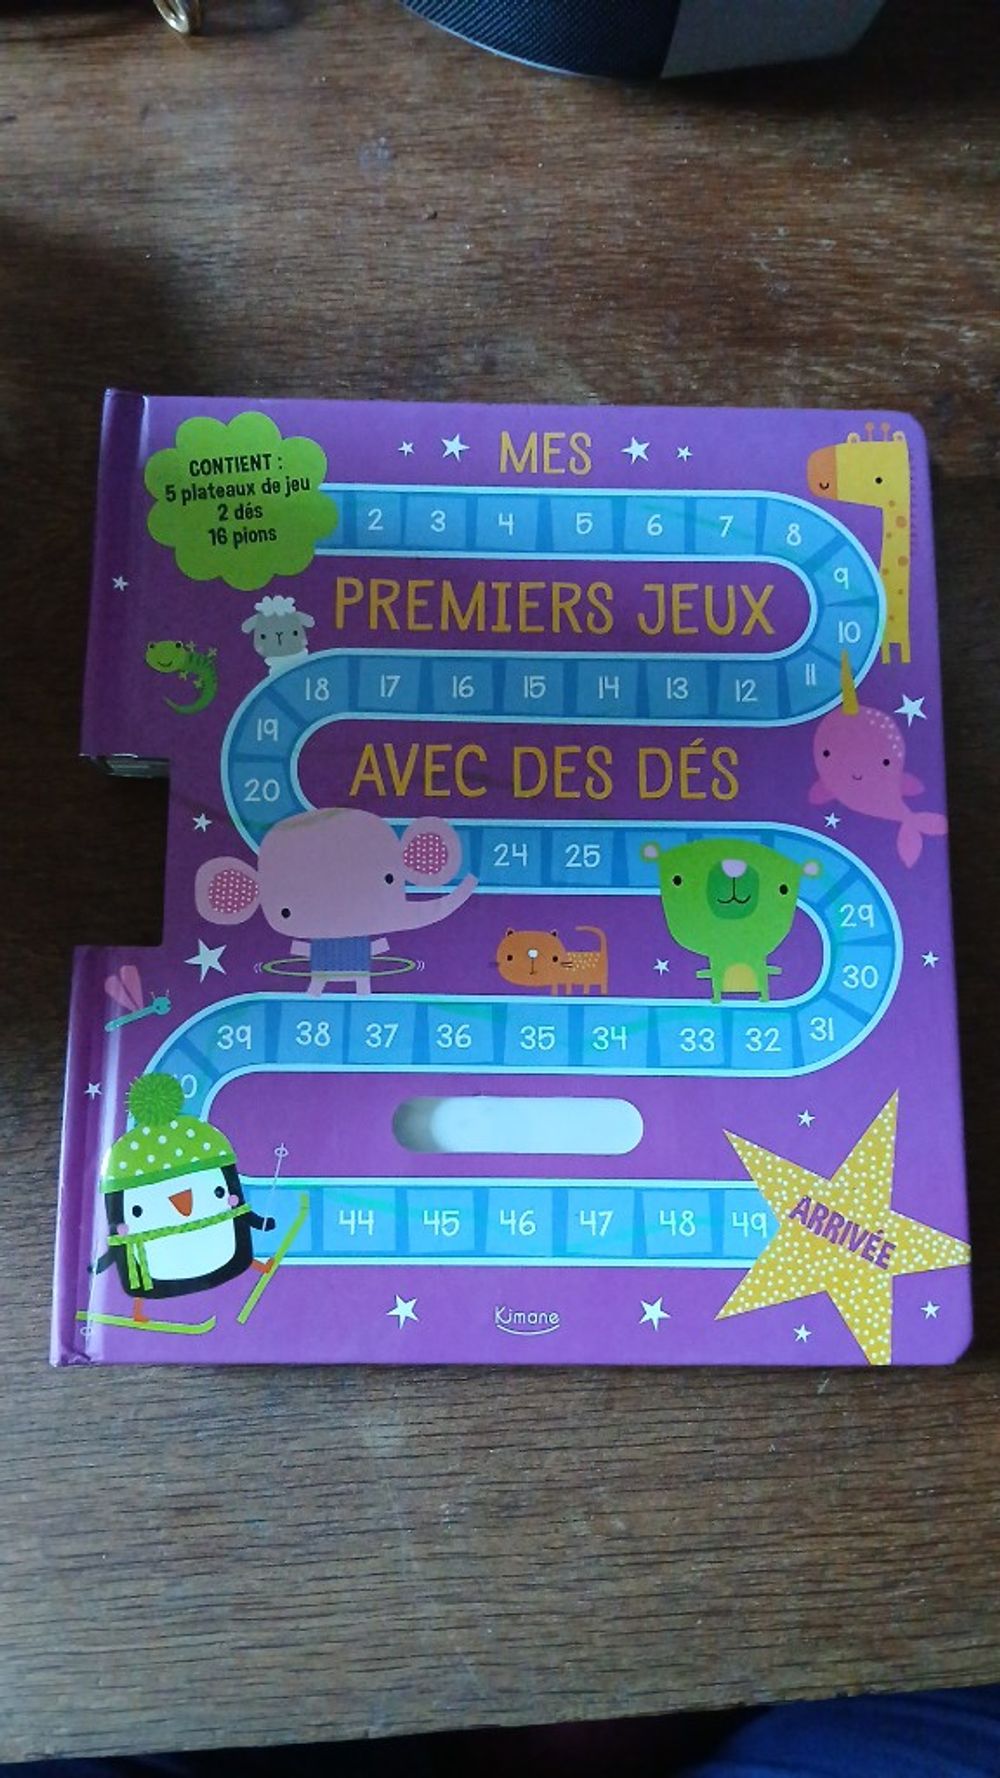 MES
CONTIENT :
5 plateaux de jeu
2 dés
16 pions
2 3 4 5 6 7 8
9
10
PREMIERS JEUX
18 17 16 15 14 13 12 11
19
20
AVEC DES DÉS
24 25
29
30
39 38 37 36 35 34 33 32 31
44 45 46 47 48 49
ARRIVÉE
Kimane